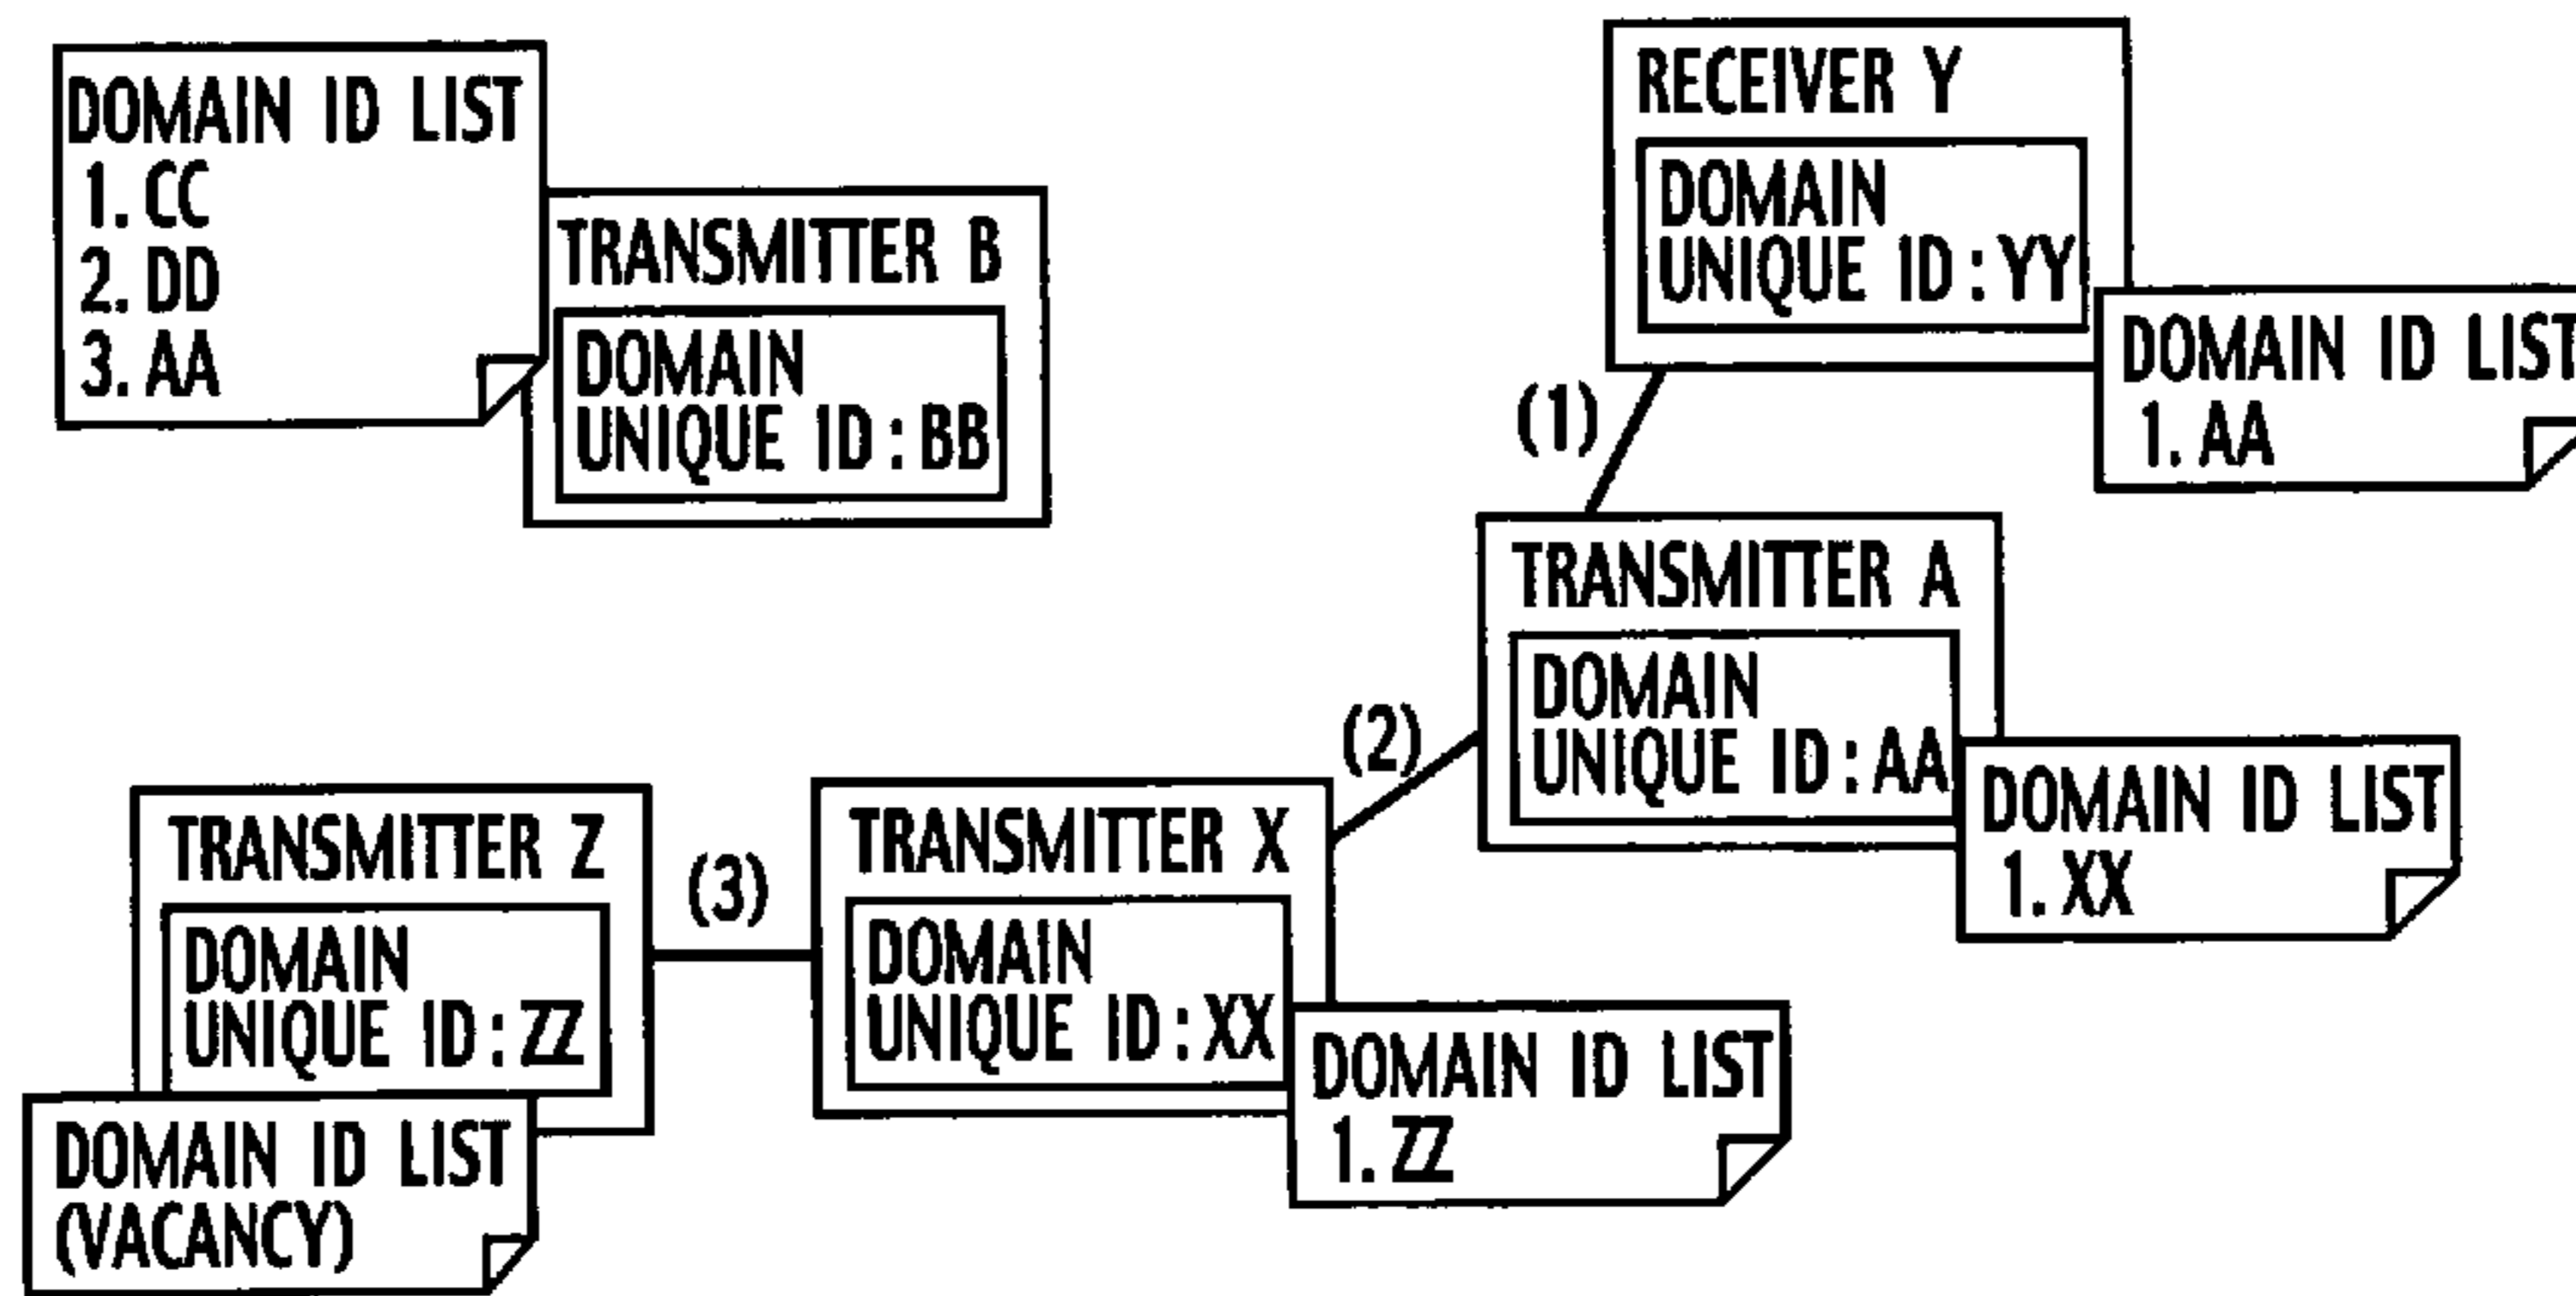 DOMAIN ID LIST
1. CC
2. DD
3. AA
TRANSMITTER B
DOMAIN
UNIQUE ID : BB
RECEIVER Y
DOMAIN
UNIQUE ID : YY
DOMAIN ID LIST
1. AA
(1)
TRANSMITTER A
DOMAIN
UNIQUE ID : AA
DOMAIN ID LIST
1. XX
(2)
TRANSMITTER Z
DOMAIN
UNIQUE ID : ZZ
DOMAIN ID LIST
(VACANCY)
(3)
TRANSMITTER X
DOMAIN
UNIQUE ID : XX
DOMAIN ID LIST
1. ZZ